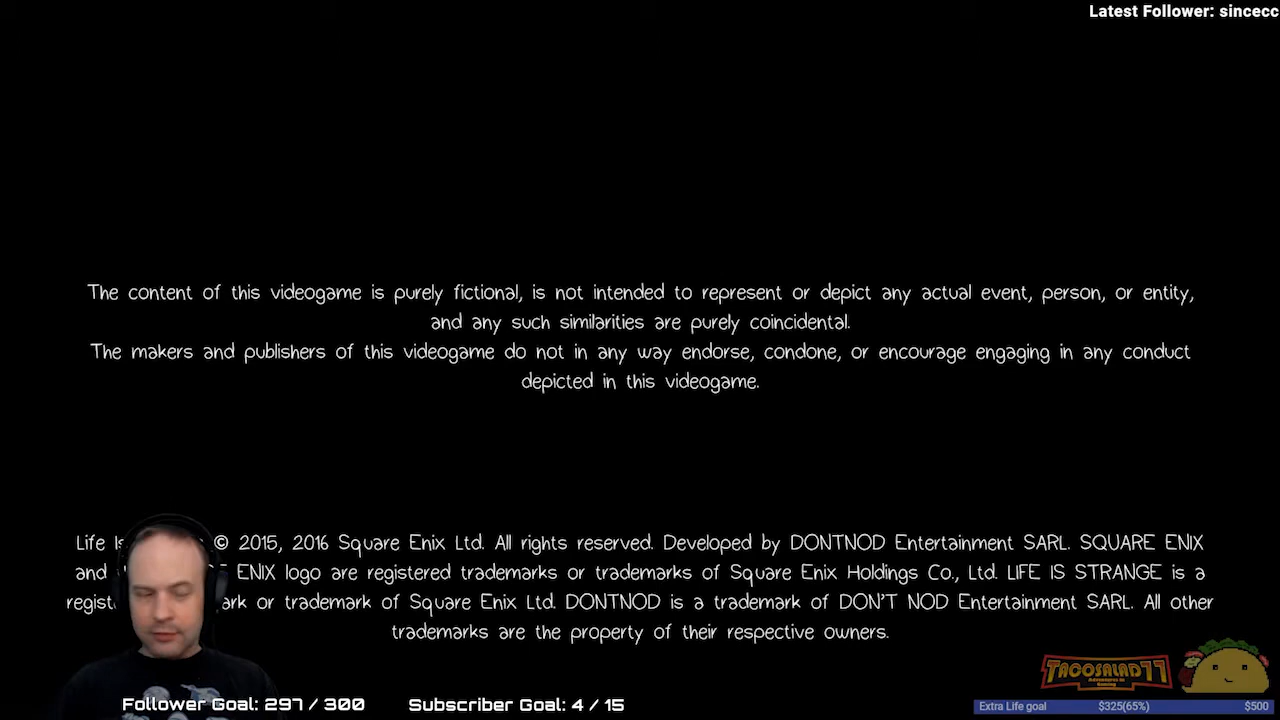 Latest Follower: sincecc
The content of this videogame is purely fictional, is not intended to represent or depict any actual event, person, or entity,
and any such similarities are purely coincidental.
The makers and publishers of this videogame do not in any way endorse, condone, or encourage engaging in any conduct
depicted in this videogame.
Life Is © 2015, 2016 Square Enix Ltd. All rights reserved. Developed by DONTNOD Entertainment SARL. SQUARE ENIX
and ENIX logo are registered trademarks or trademarks of Square Enix Holdings Co., Ltd. LIFE IS STRANGE is a
or trademark of Square Enix Ltd. DONTNOD is a trademark of DON'T NOD Entertainment SARL. All other
trademarks are the property of their respective owners.
TACOSALAD77
Adventures in
Gaming
Follower Goal: 297 / 300
Subscriber Goal: 4 / 15
Extra Life goal $325(65%) $500